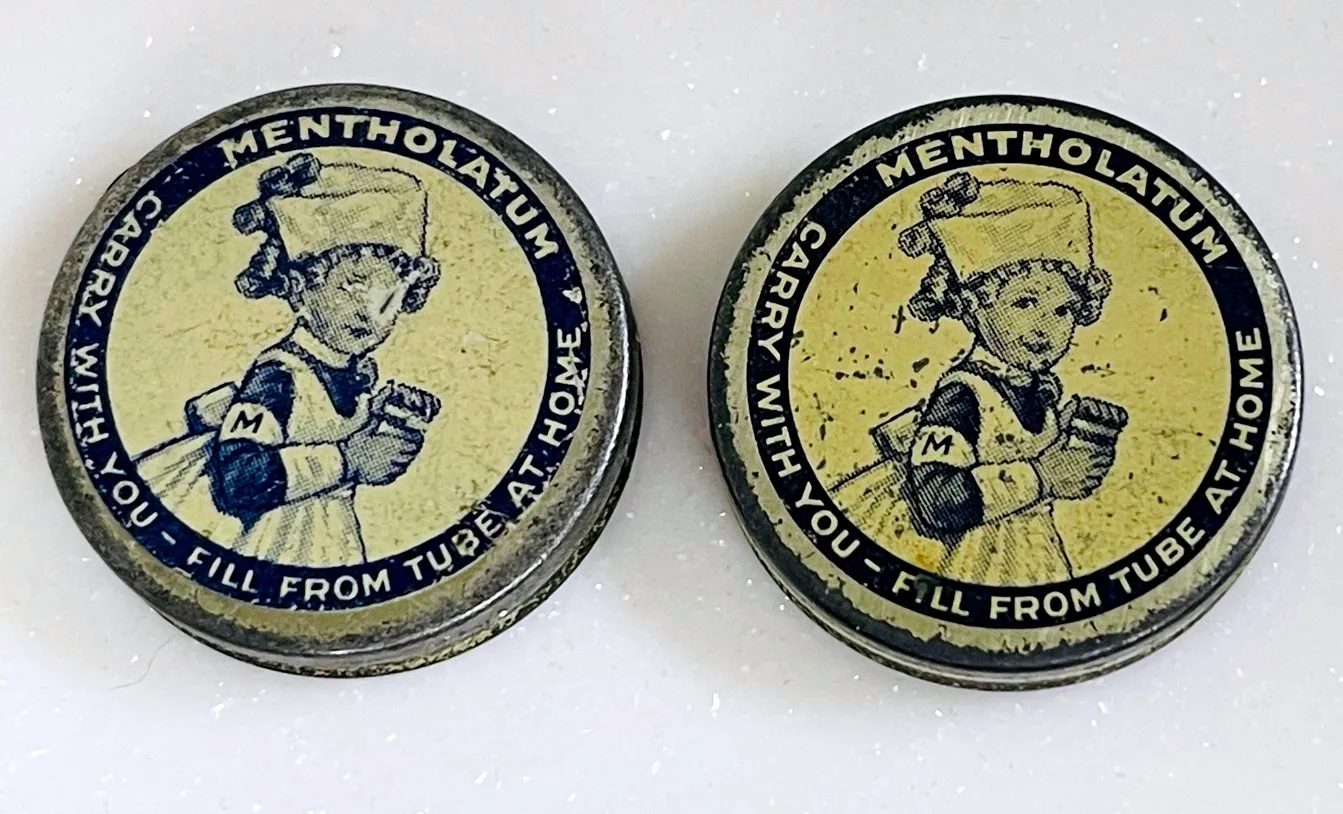 MENTHOLATUM
CARRY WITH YOU - FILL FROM TUBE AT HOME
M
MENTHOLATUM
CARRY WITH YOU - FILL FROM TUBE AT HOME
M